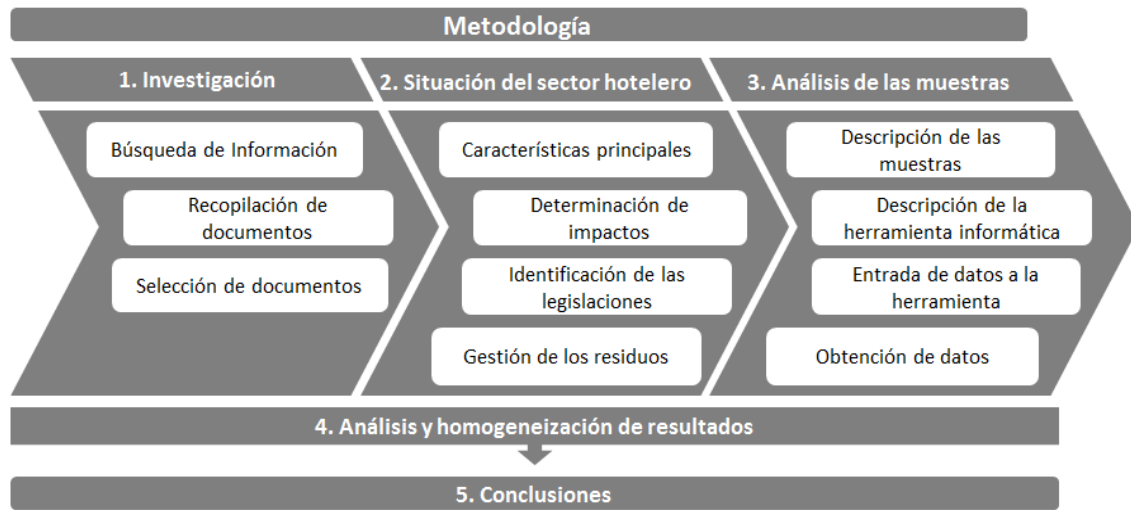 Metodología
1. Investigación
Búsqueda de Información
Recopilación de
documentos
Selección de documentos
2. Situación del sector hotelero
Características principales
Determinación de
impactos
Identificación de las
legislaciones
Gestión de los residuos
3. Análisis de las muestras
Descripción de las
muestras
Descripción de la
herramienta informática
Entrada de datos a la
herramienta
Obtención de datos
4. Análisis y homogeneización de resultados
5. Conclusiones